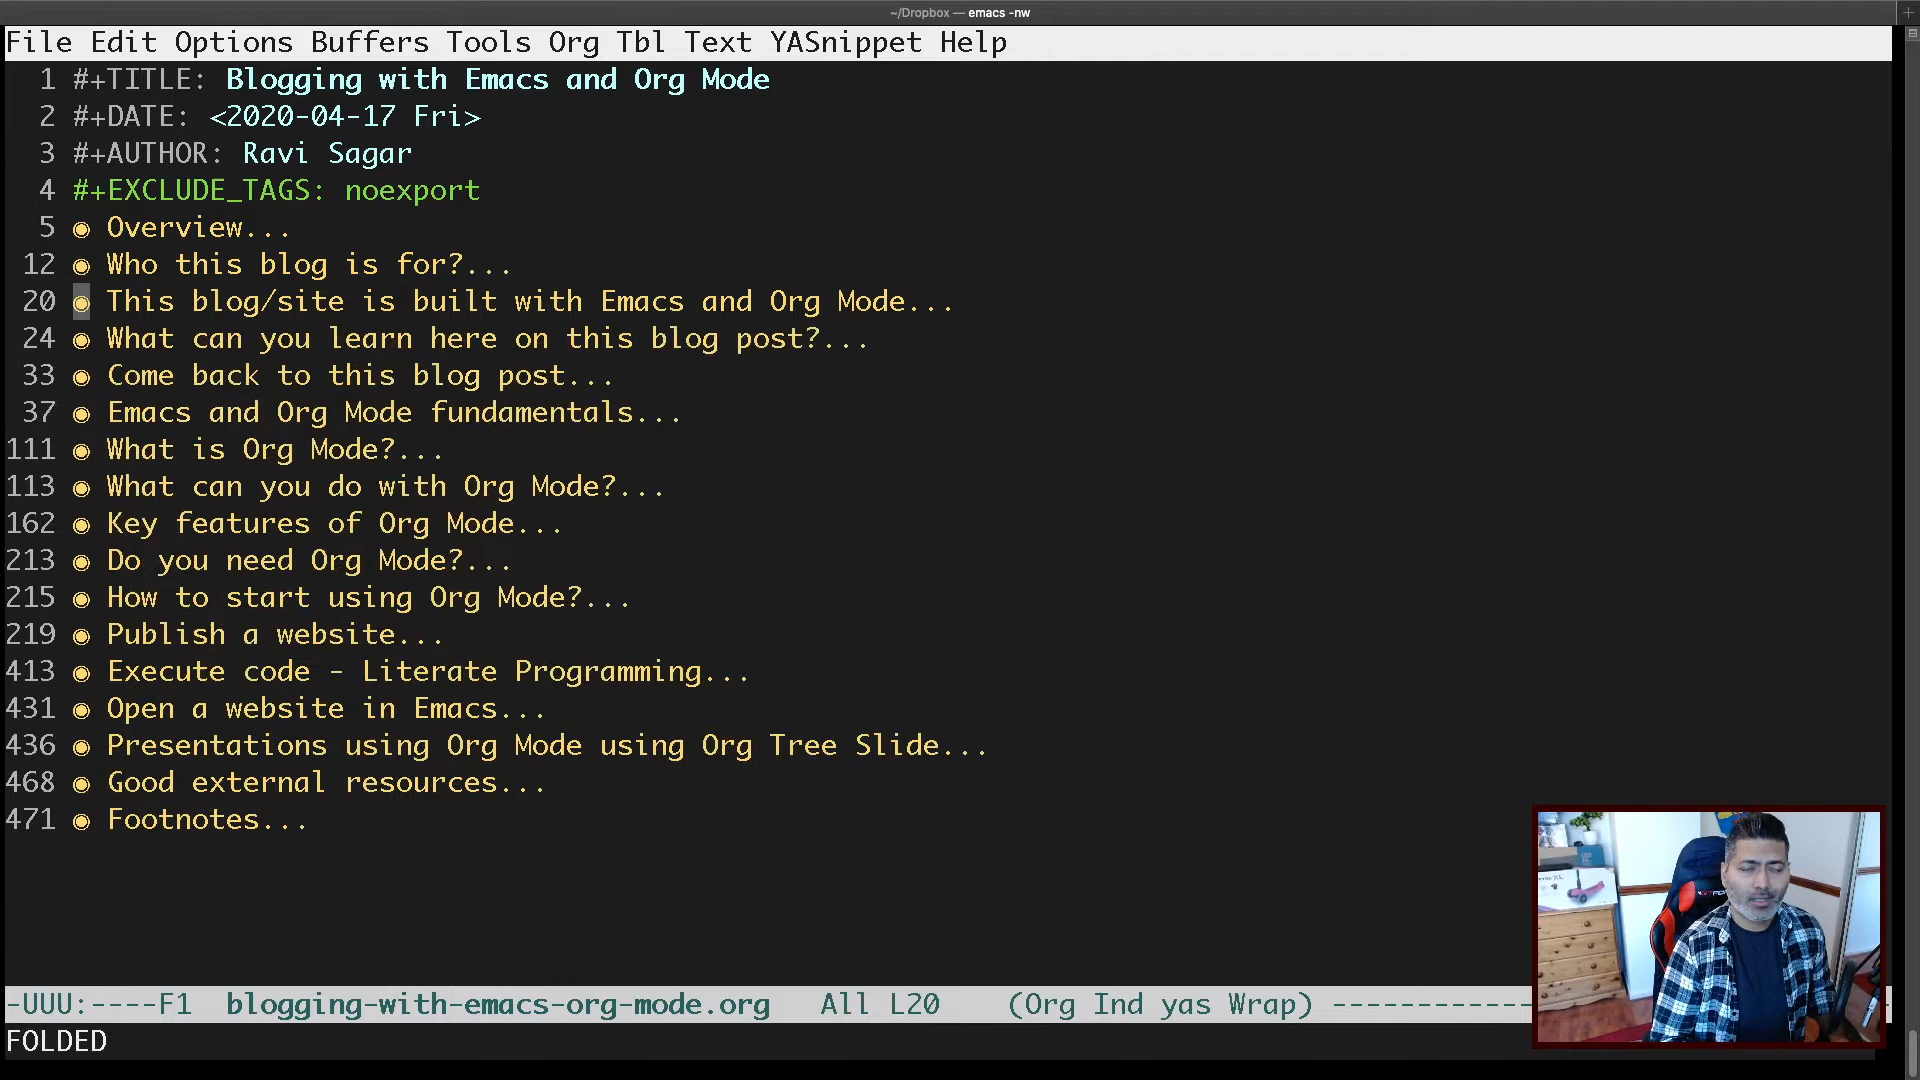 ~/Dropbox — emacs -nw
File Edit Options Buffers Tools Org Tbl Text YASnippet Help
1 #+TITLE: Blogging with Emacs and Org Mode
2 #+DATE: <2020-04-17 Fri>
3 #+AUTHOR: Ravi Sagar
4 #+EXCLUDE_TAGS: noexport
5 ◉ Overview...
12 ◉ Who this blog is for?...
20 ◉ This blog/site is built with Emacs and Org Mode...
24 ◉ What can you learn here on this blog post?...
33 ◉ Come back to this blog post...
37 ◉ Emacs and Org Mode fundamentals...
111 ◉ What is Org Mode?...
113 ◉ What can you do with Org Mode?...
162 ◉ Key features of Org Mode...
213 ◉ Do you need Org Mode?...
215 ◉ How to start using Org Mode?...
219 ◉ Publish a website...
413 ◉ Execute code - Literate Programming...
431 ◉ Open a website in Emacs...
436 ◉ Presentations using Org Mode using Org Tree Slide...
468 ◉ Good external resources...
471 ◉ Footnotes...
-UUU:----F1 blogging-with-emacs-org-mode.org All L20 (Org Ind yas Wrap) ------------
FOLDED